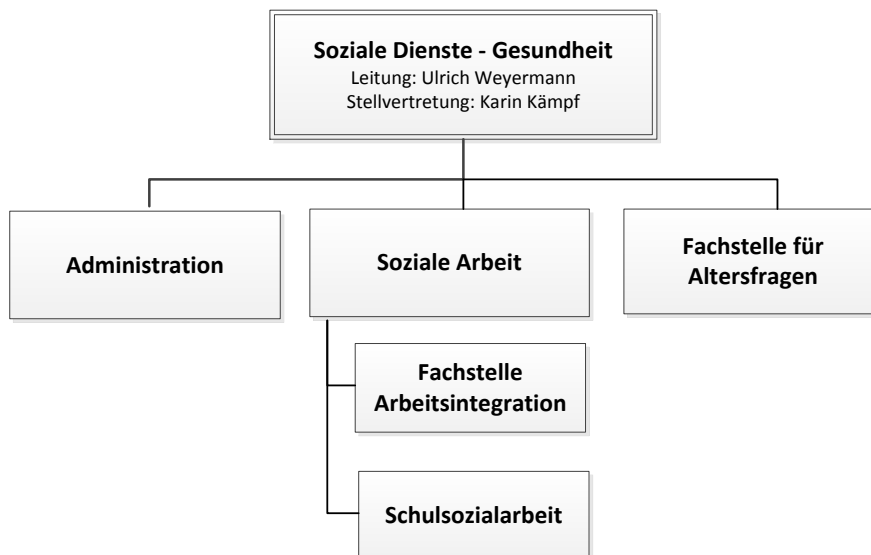 Soziale Dienste - Gesundheit
Leitung: Ulrich Weyermann
Stellvertretung: Karin Kämpf
Administration
Soziale Arbeit
Fachstelle für
Altersfragen
Fachstelle
Arbeitsintegration
Schulsozialarbeit